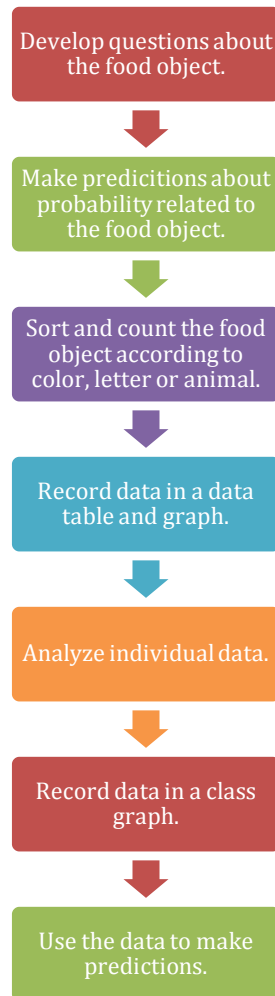 Develop questions about
the food object.
Make predicitions about
probability related to
the food object.
Sort and count the food
object according to
color, letter or animal.
Record data in a data
table and graph.
Analyze individual data.
Record data in a class
graph.
Use the data to make
predictions.